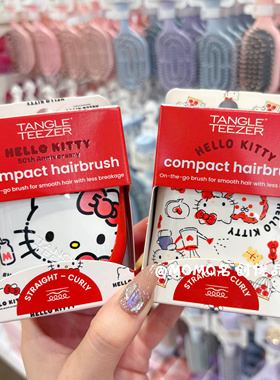 TANGLE
TEEZER
HELLO KITTY
50th Anniversary
compact hairbrush
On-the-go brush for smooth hair with less breakage
STRAIGHT – CURLY
HELLO KITTY
TANGLE
TEEZER
HELLO KITTY
compact hairbrush
On-the-go brush for smooth hair with less breakage
HELLO KITTY
STRAIGHT – CURLY